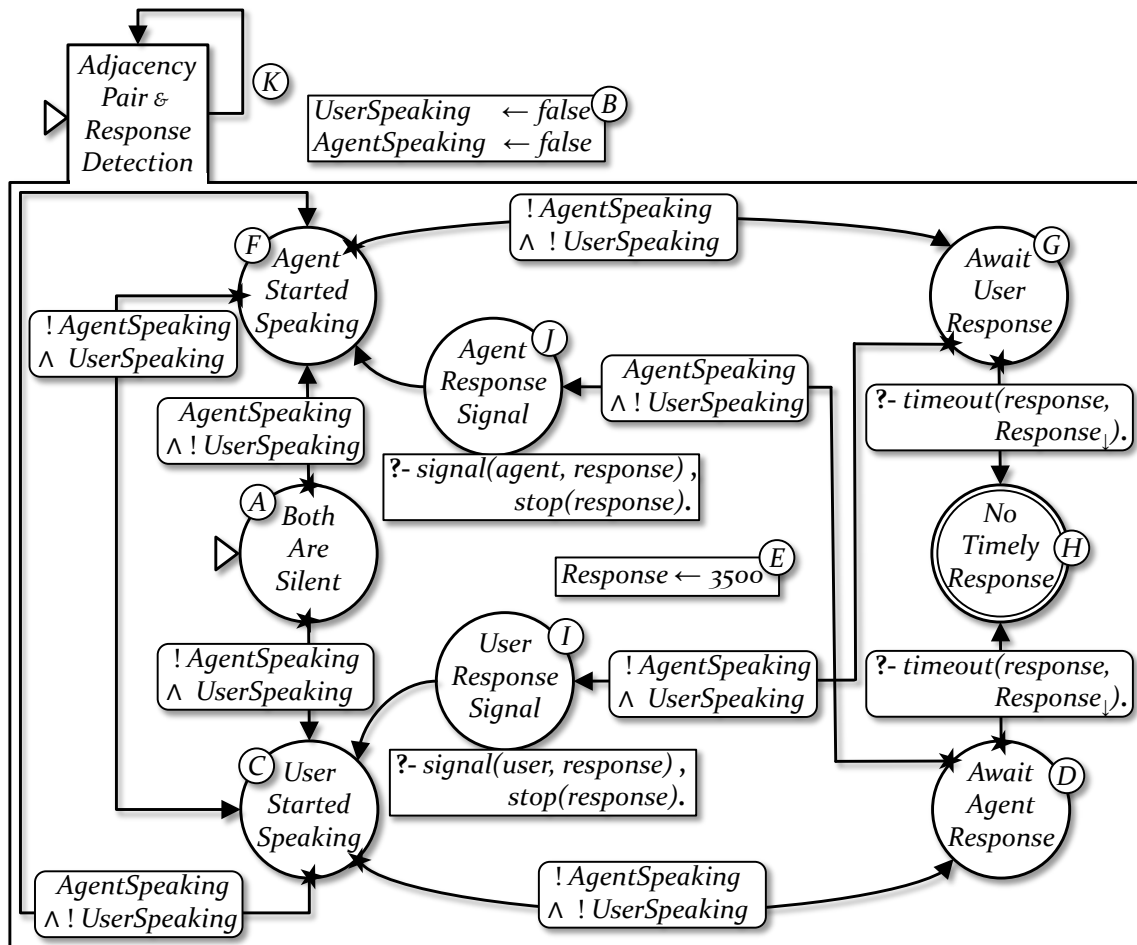 Adjacency
Pair &
Response
Detection
K
UserSpeaking ← false
AgentSpeaking ← false
B
! AgentSpeaking
∧ ! UserSpeaking
F
Agent
Started
Speaking
G
Await
User
Response
! AgentSpeaking
∧ UserSpeaking
J
Agent
Response
Signal
AgentSpeaking
∧ ! UserSpeaking
?- timeout(response,
Response↓).
AgentSpeaking
∧ ! UserSpeaking
?- signal(agent, response) ,
stop(response).
A
Both
Are
Silent
E
Response ← 3500
No
Timely
Response
H
! AgentSpeaking
∧ UserSpeaking
I
User
Response
Signal
! AgentSpeaking
∧ UserSpeaking
?- timeout(response,
Response↓).
?- signal(user, response) ,
stop(response).
C
User
Started
Speaking
D
Await
Agent
Response
AgentSpeaking
∧ ! UserSpeaking
! AgentSpeaking
∧ ! UserSpeaking